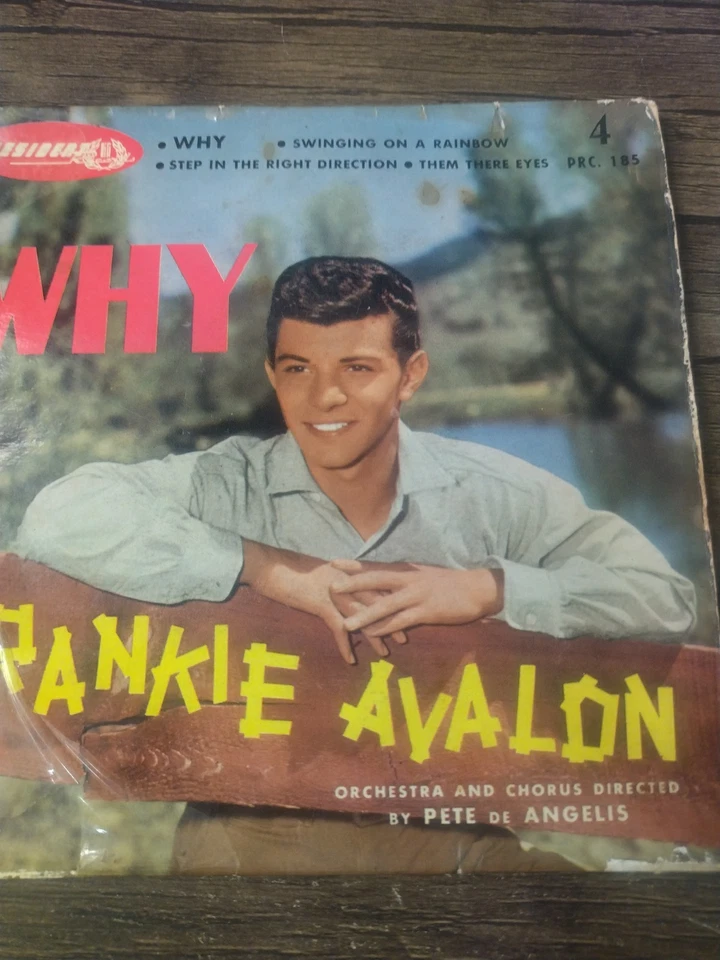 • WHY • SWINGING ON A RAINBOW 4
• STEP IN THE RIGHT DIRECTION • THEM THERE EYES PRC. 185
WHY
RANKIE AVALON
ORCHESTRA AND CHORUS DIRECTED
BY PETE DE ANGELIS